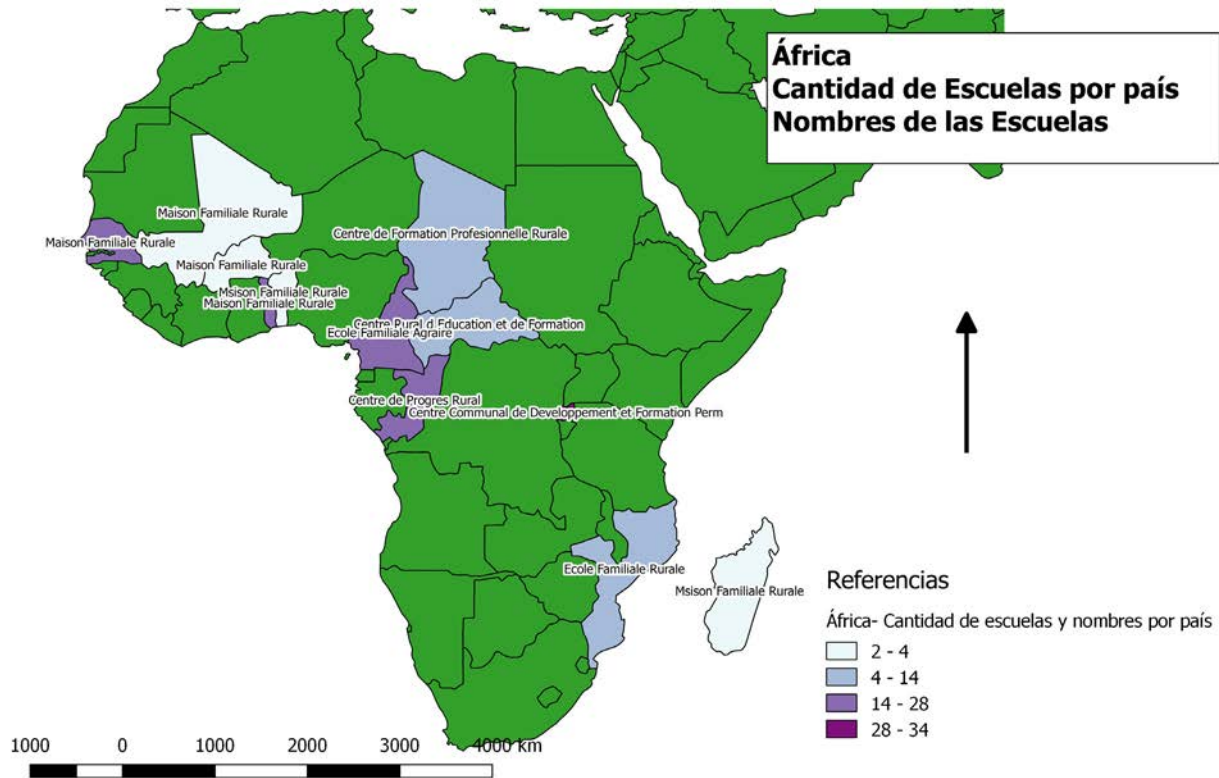 África
Cantidad de Escuelas por país
Nombres de las Escuelas
Maison Familiale Rurale
Maison Familiale Rurale
Centre de Formation Profesionnelle Rurale
Maison Familiale Rurale
Msison Familiale Rurale
Maison Familiale Rurale
Centre Rural d Education et de Formation
Ecole Familiale Agraire
Centre de Progres Rural
Centre Communal de Developpement et Formation Perm
Ecole Familiale Rurale
Msison Familiale Rurale
Referencias
África- Cantidad de escuelas y nombres por país
2 - 4
4 - 14
14 - 28
28 - 34
1000 0 1000 2000 3000 4000 km